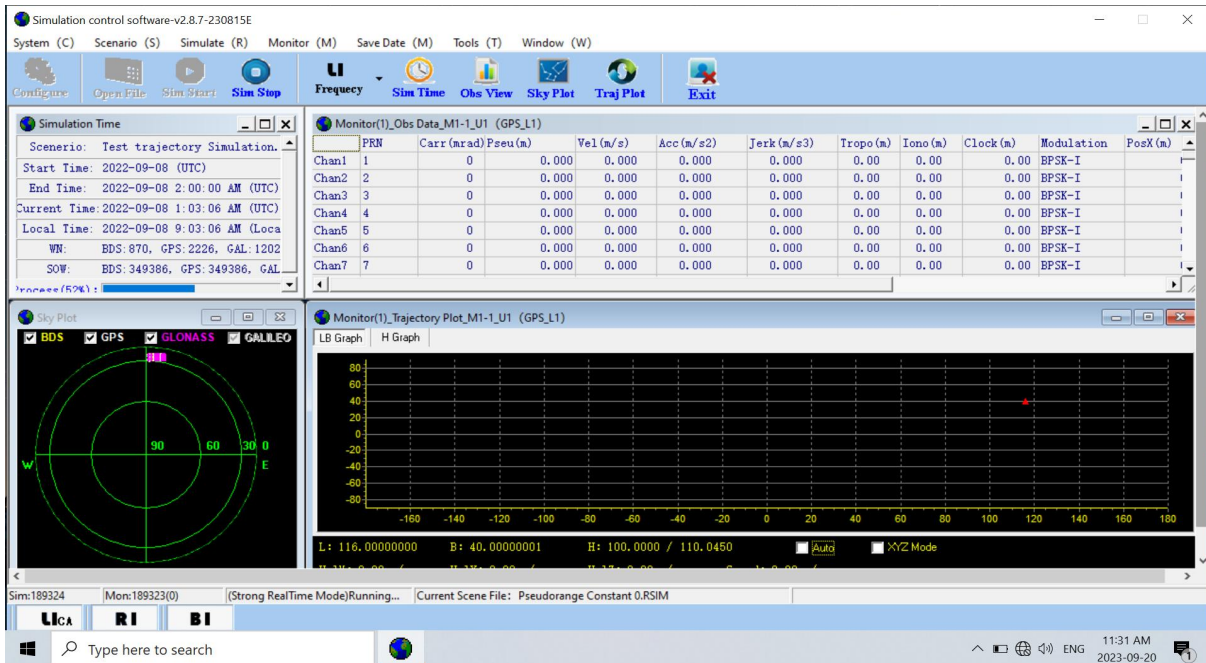 Simulation control software-v2.8.7-230815E
System (C) Scenario (S) Simulate (R) Monitor (M) Save Date (M) Tools (T) Window (W)
Configure Open File Sim Start Sim Stop LI Frequecy Sim Time Obs View Sky Plot Traj Plot Exit
Simulation Time
Scenerio: Test trajectory Simulation.
Start Time: 2022-09-08 (UTC)
End Time: 2022-09-08 2:00:00 AM (UTC)
Current Time: 2022-09-08 1:03:06 AM (UTC)
Local Time: 2022-09-08 9:03:06 AM (Loca
WN: BDS:870, GPS:2226, GAL:1202
SOW: BDS:349386, GPS:349386, GAL
Process(52%):
Monitor(1)_Obs Data_M1-1_U1 (GPS_L1)
PRN Carr(mrad) Pseu(m) Vel(m/s) Acc(m/s2) Jerk(m/s3) Tropo(m) Iono(m) Clock(m) Modulation PosX(m)
Chan1 1 0 0.000 0.000 0.000 0.000 0.00 0.00 0.00 BPSK-I
Chan2 2 0 0.000 0.000 0.000 0.000 0.00 0.00 0.00 BPSK-I
Chan3 3 0 0.000 0.000 0.000 0.000 0.00 0.00 0.00 BPSK-I
Chan4 4 0 0.000 0.000 0.000 0.000 0.00 0.00 0.00 BPSK-I
Chan5 5 0 0.000 0.000 0.000 0.000 0.00 0.00 0.00 BPSK-I
Chan6 6 0 0.000 0.000 0.000 0.000 0.00 0.00 0.00 BPSK-I
Chan7 7 0 0.000 0.000 0.000 0.000 0.00 0.00 0.00 BPSK-I
Sky Plot
BDS GPS GLONASS GALILEO
90 60 30 0
W E
Monitor(1)_Trajectory Plot_M1-1_U1 (GPS_L1)
LB Graph H Graph
80
60
40
20
0
-20
-40
-60
-80
-160 -140 -120 -100 -80 -60 -40 -20 0 20 40 60 80 100 120 140 160 180
L: 116.00000000 B: 40.00000001 H: 100.0000 / 110.0450 Auto XYZ Mode
Sim:189324 Mon:189323(0) (Strong RealTime Mode)Running... Current Scene File: Pseudorange Constant 0.RSIM
LICA RI BI
Type here to search
ENG 11:31 AM
2023-09-20
1